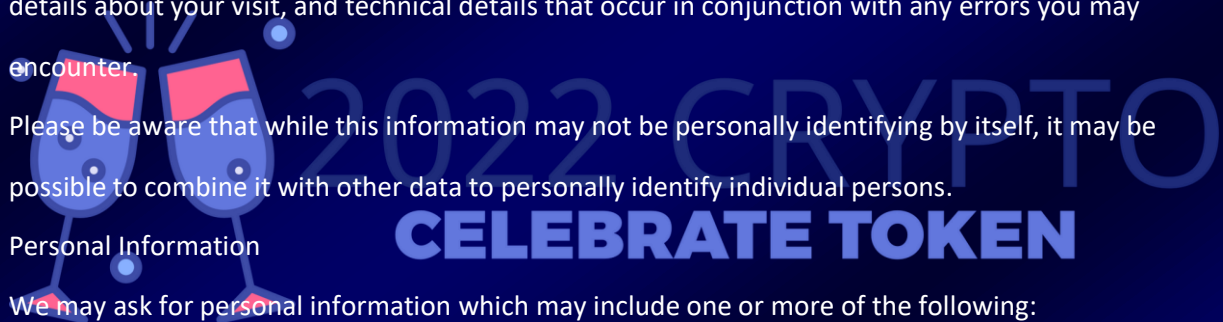 details about your visit, and technical details that occur in conjunction with any errors you may
encounter.
2022 CRYPTO
Please be aware that while this information may not be personally identifying by itself, it may be
possible to combine it with other data to personally identify individual persons.
CELEBRATE TOKEN
Personal Information
We may ask for personal information which may include one or more of the following: